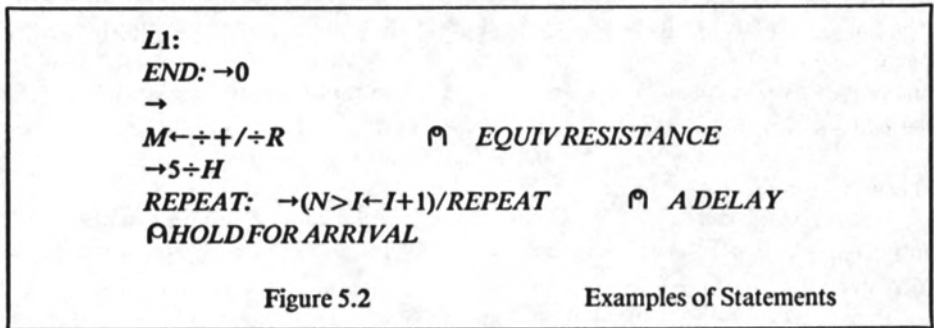 L1:
END: →0
→
M←÷+/÷R ⍝ EQUIV RESISTANCE
→5÷H
REPEAT: →(N>I←I+1)/REPEAT ⍝ A DELAY
⍝HOLD FOR ARRIVAL
Figure 5.2 Examples of Statements